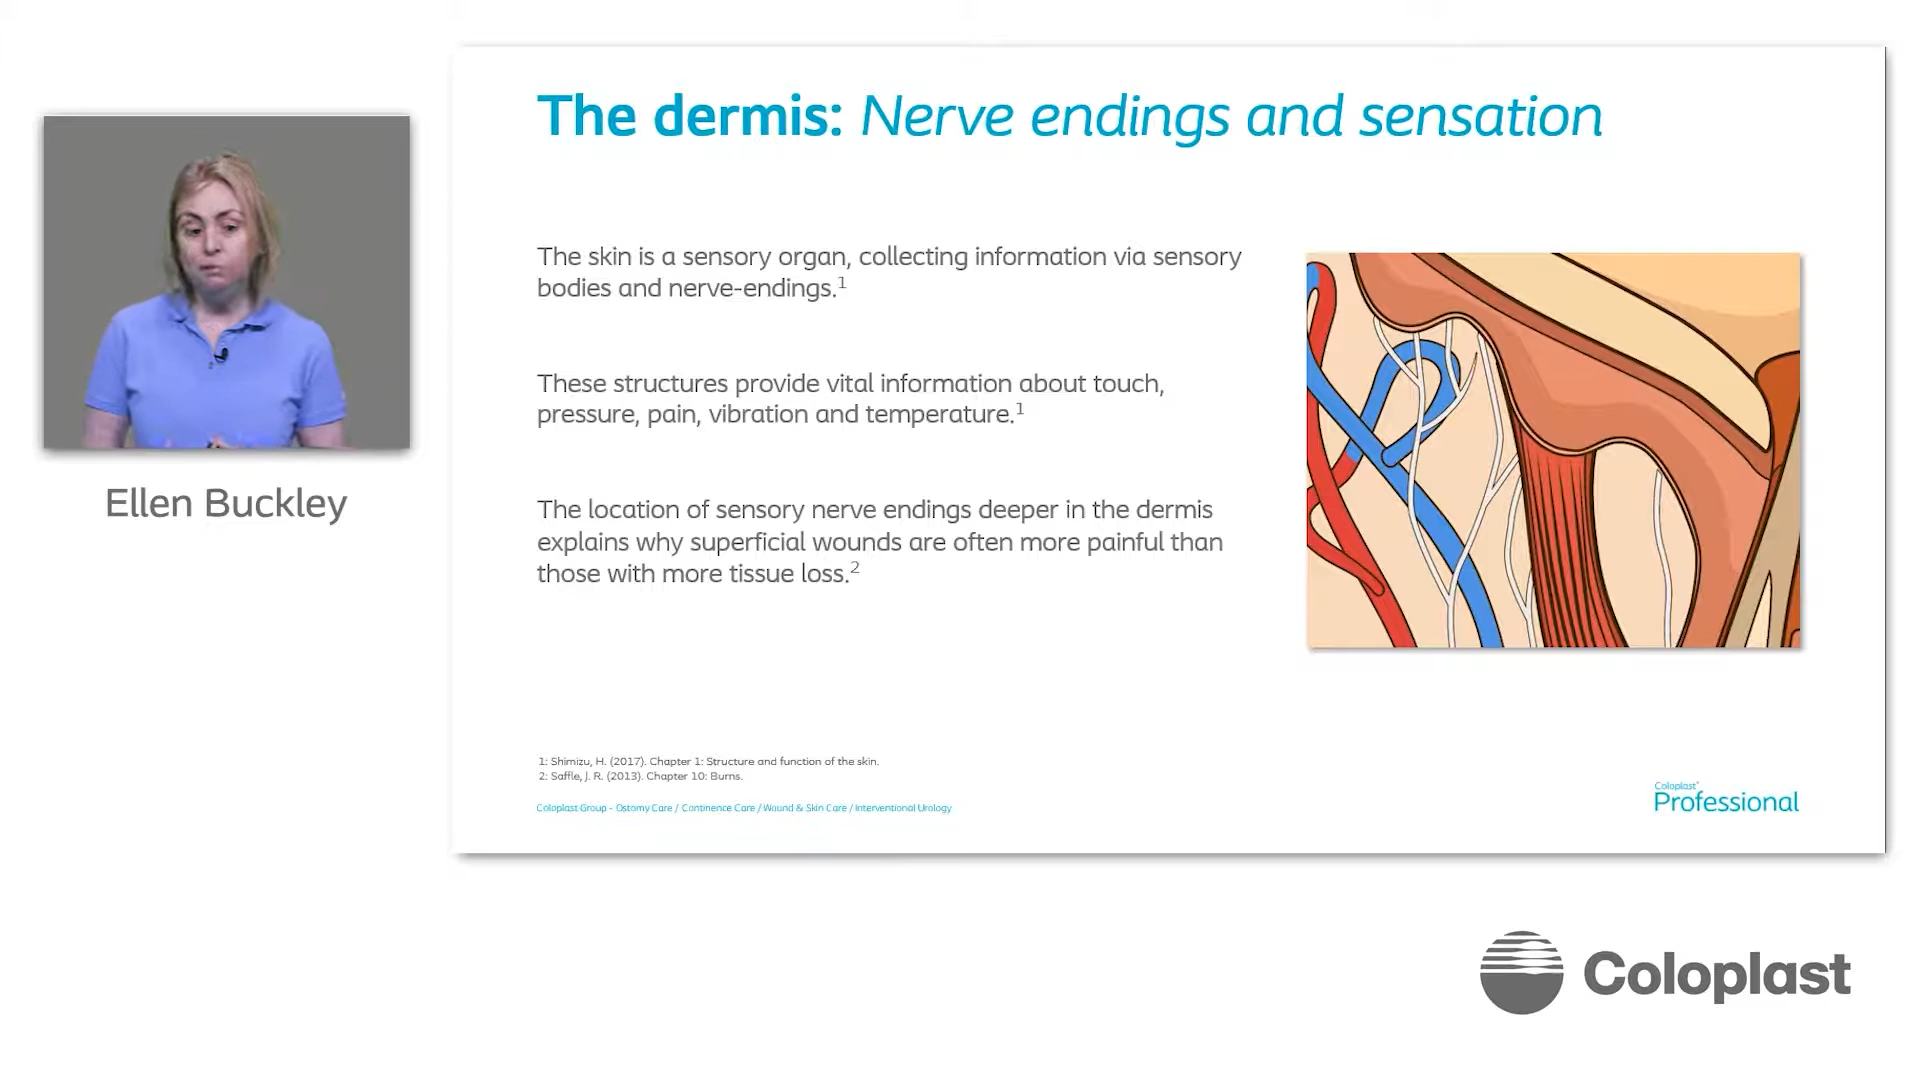 The dermis: Nerve endings and sensation
Ellen Buckley
The skin is a sensory organ, collecting information via sensory
bodies and nerve-endings.1
These structures provide vital information about touch,
pressure, pain, vibration and temperature.1
The location of sensory nerve endings deeper in the dermis
explains why superficial wounds are often more painful than
those with more tissue loss.2
1: Shimizu, H. (2017). Chapter 1: Structure and function of the skin.
2: Saffle, J. R. (2013). Chapter 10: Burns.
Coloplast Group - Ostomy Care / Continence Care / Wound & Skin Care / Interventional Urology
Coloplast®
Professional
Coloplast